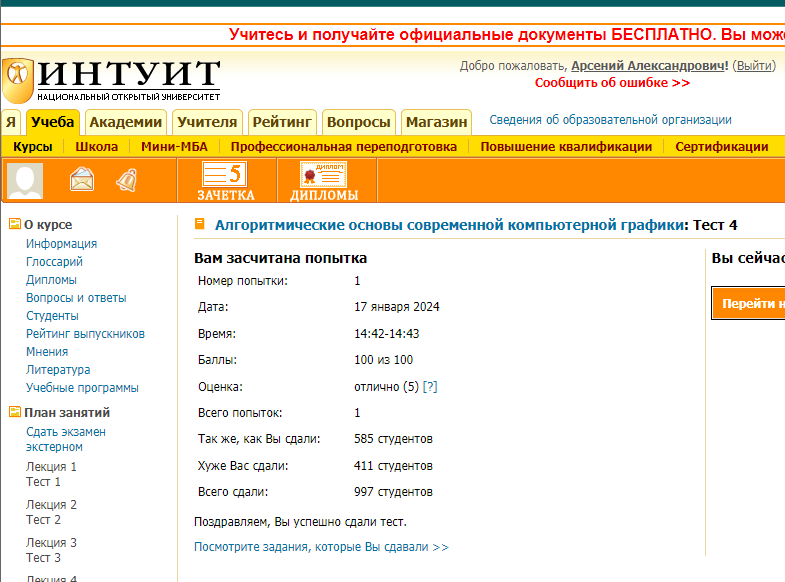 Учитесь и получайте официальные документы БЕСПЛАТНО. Вы мож
ИНТУИТ
НАЦИОНАЛЬНЫЙ ОТКРЫТЫЙ УНИВЕРСИТЕТ
Добро пожаловать, Арсений Александрович! (Выйти)
Сообщить об ошибке >>
Я Учеба Академии Учителя Рейтинг Вопросы Магазин Сведения об образовательной организации
Курсы Школа Мини-МБА Профессиональная переподготовка Повышение квалификации Сертификации
5
ЗАЧЕТКА
ДИПЛОМ
ДИПЛОМЫ
О курсе
Информация
Глоссарий
Дипломы
Вопросы и ответы
Студенты
Рейтинг выпускников
Мнения
Литература
Учебные программы
План занятий
Сдать экзамен
экстерном
Лекция 1
Тест 1
Лекция 2
Тест 2
Лекция 3
Тест 3
Лекция 4
Алгоритмические основы современной компьютерной графики: Тест 4
Вам засчитана попытка
Номер попытки: 1
Дата: 17 января 2024
Время: 14:42-14:43
Баллы: 100 из 100
Оценка: отлично (5) [?]
Всего попыток: 1
Так же, как Вы сдали: 585 студентов
Хуже Вас сдали: 411 студентов
Всего сдали: 997 студентов
Поздравляем, Вы успешно сдали тест.
Посмотрите задания, которые Вы сдавали >>
Вы сейчас
Перейти н